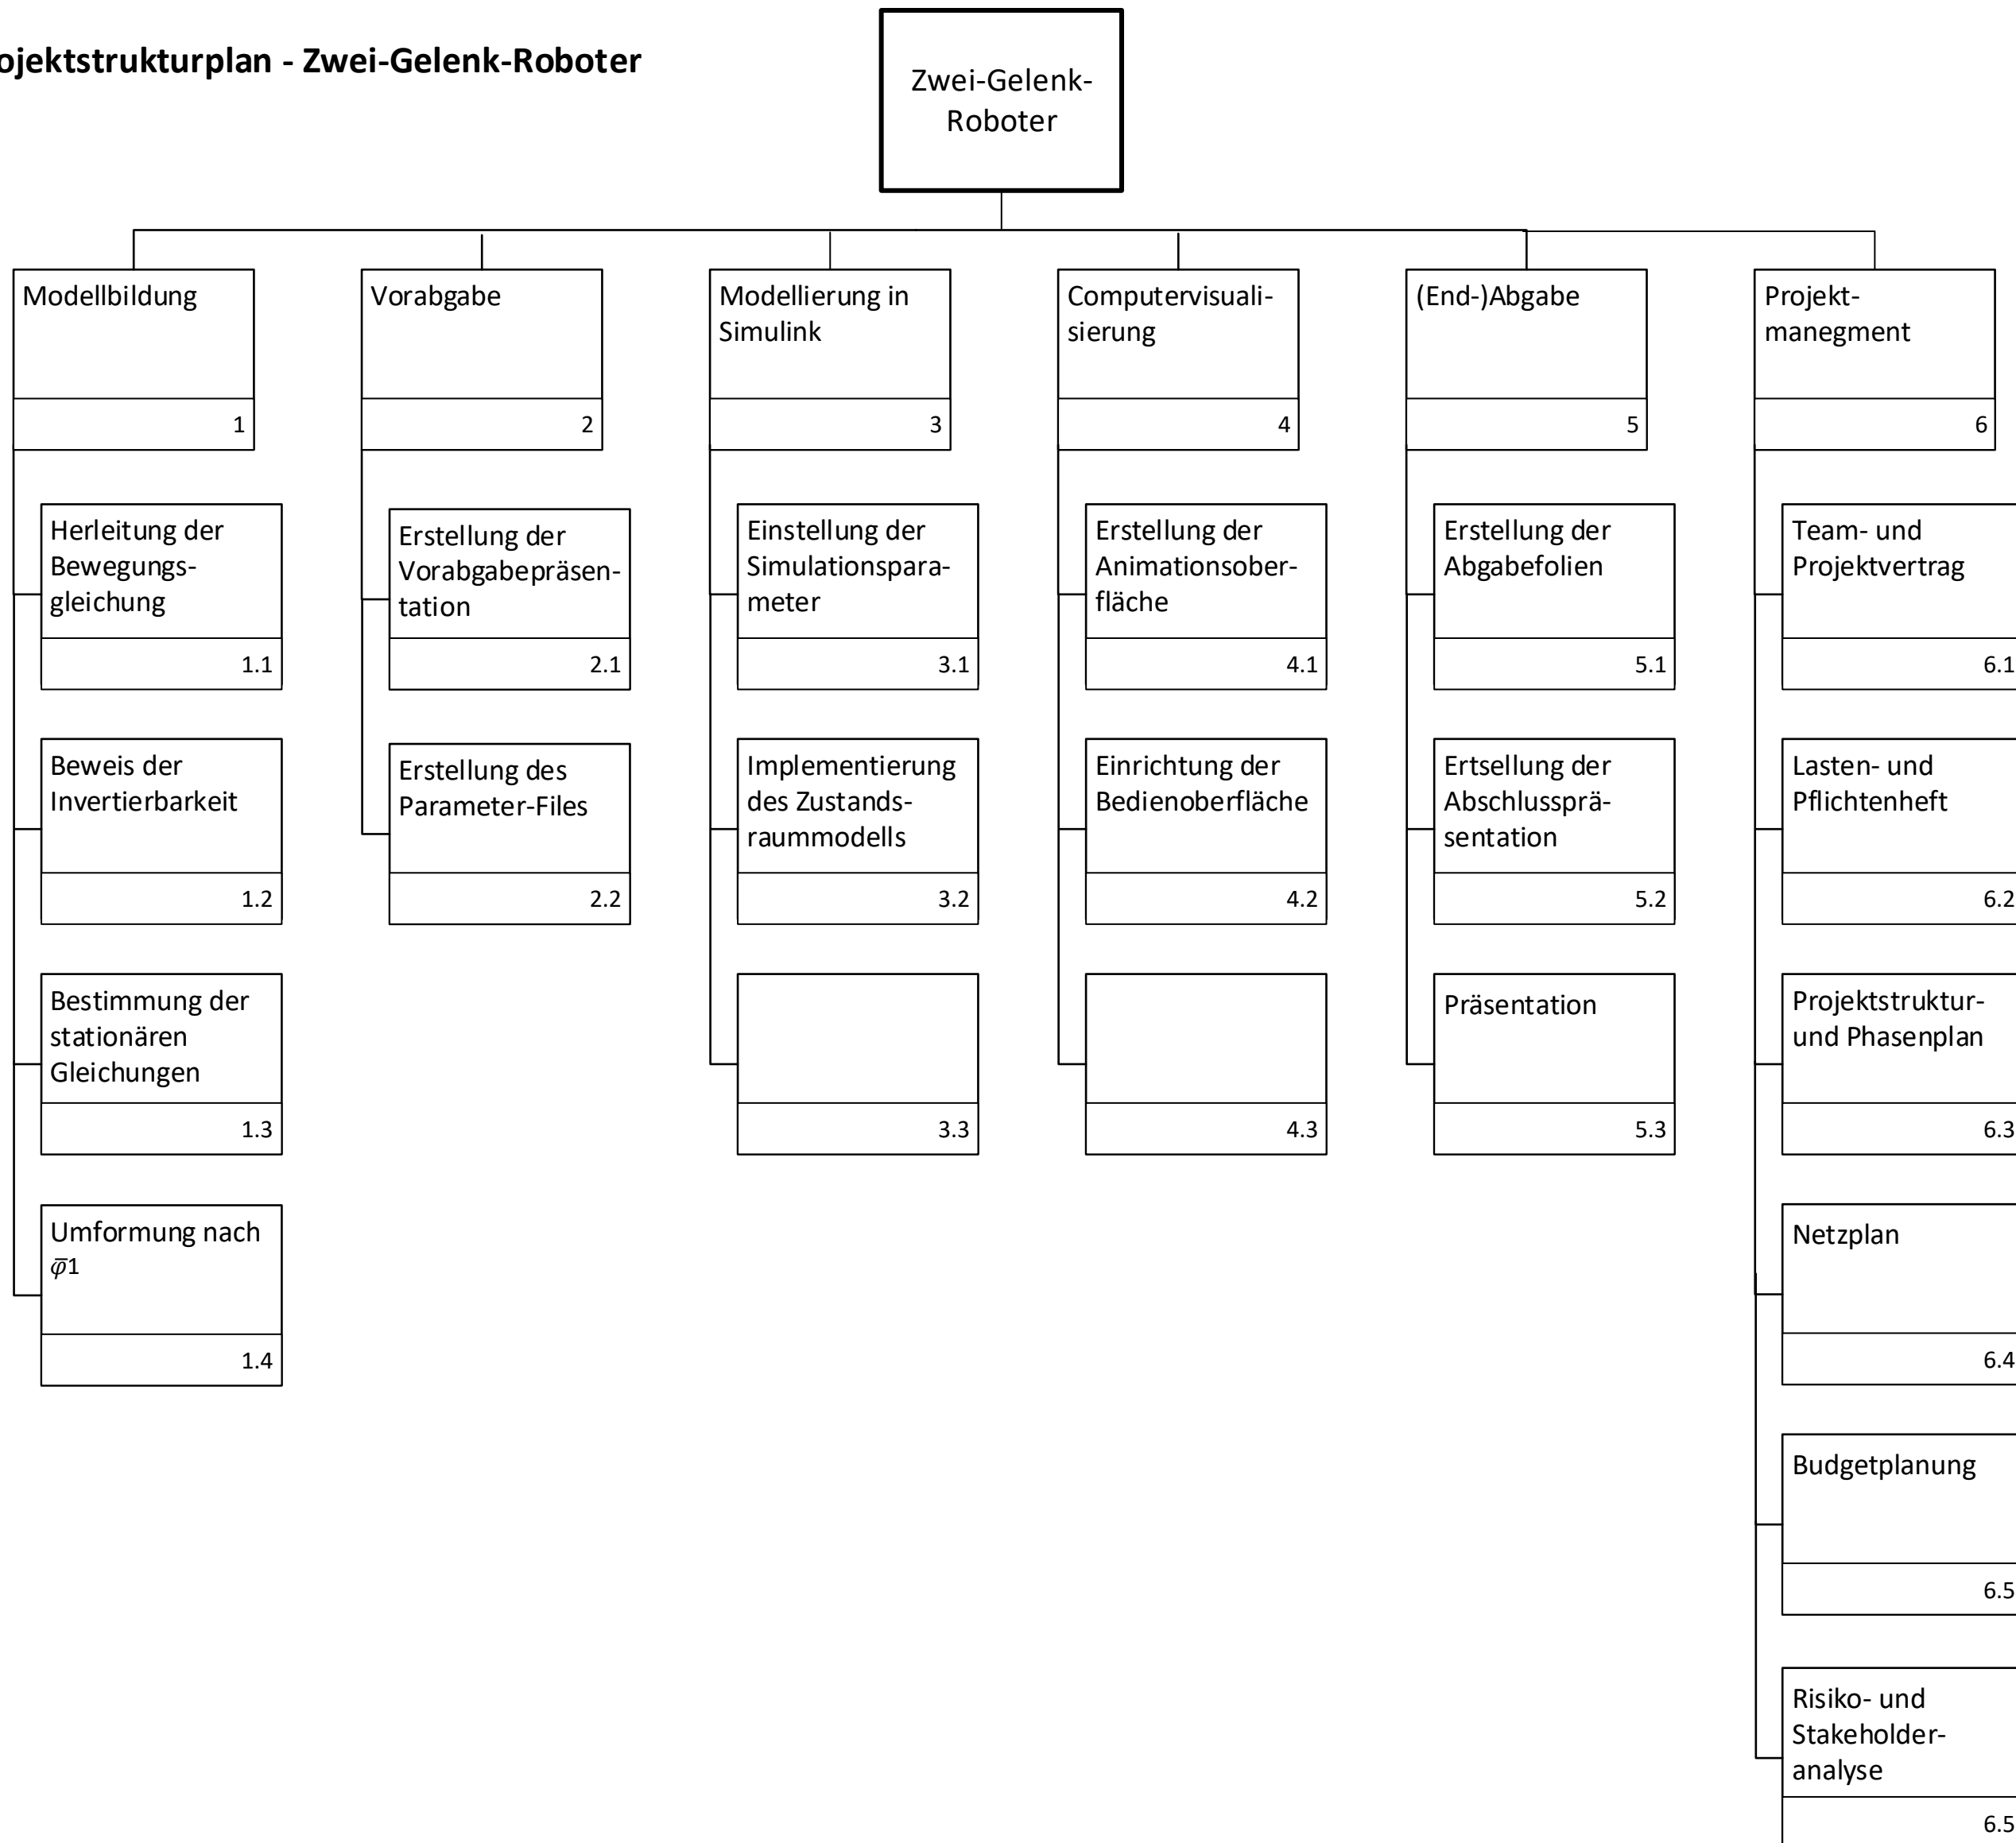 ojektstrukturplan - Zwei-Gelenk-Roboter
Zwei-Gelenk-
Roboter
Modellbildung
1
Vorabgabe
2
Modellierung in
Simulink
3
Computervisuali-
sierung
4
(End-)Abgabe
5
Projekt-
manegment
6
Herleitung der
Bewegungs-
gleichung
1.1
Beweis der
Invertierbarkeit
1.2
Bestimmung der
stationären
Gleichungen
1.3
Umformung nach
φ̅1
1.4
Erstellung der
Vorabgabepräsen-
tation
2.1
Erstellung des
Parameter-Files
2.2
Einstellung der
Simulationspara-
meter
3.1
Implementierung
des Zustands-
raummodells
3.2
3.3
Erstellung der
Animationsober-
fläche
4.1
Einrichtung der
Bedienoberfläche
4.2
4.3
Erstellung der
Abgabefolien
5.1
Ertsellung der
Abschlussprä-
sentation
5.2
Präsentation
5.3
Team- und
Projektvertrag
6.1
Lasten- und
Pflichtenheft
6.2
Projektstruktur-
und Phasenplan
6.3
Netzplan
6.4
Budgetplanung
6.5
Risiko- und
Stakeholder-
analyse
6.5